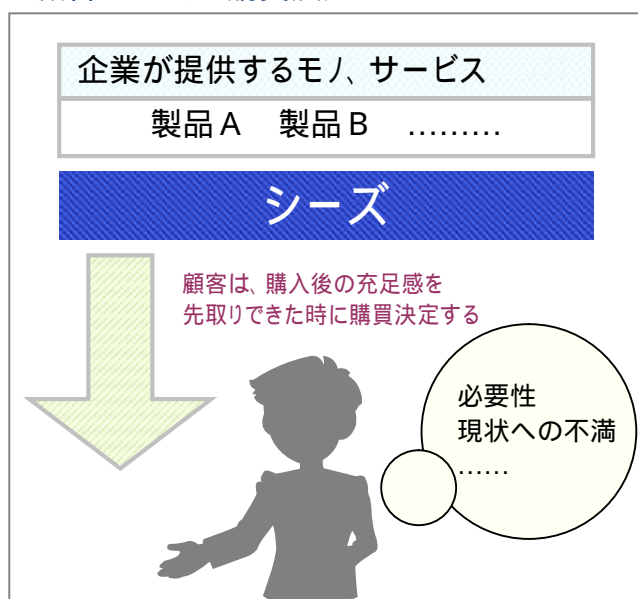 企業が提供するモノ、サービス
製品A 製品B ………
シーズ
顧客は、購入後の充足感を
先取りできた時に購買決定する
必要性
現状への不満
……